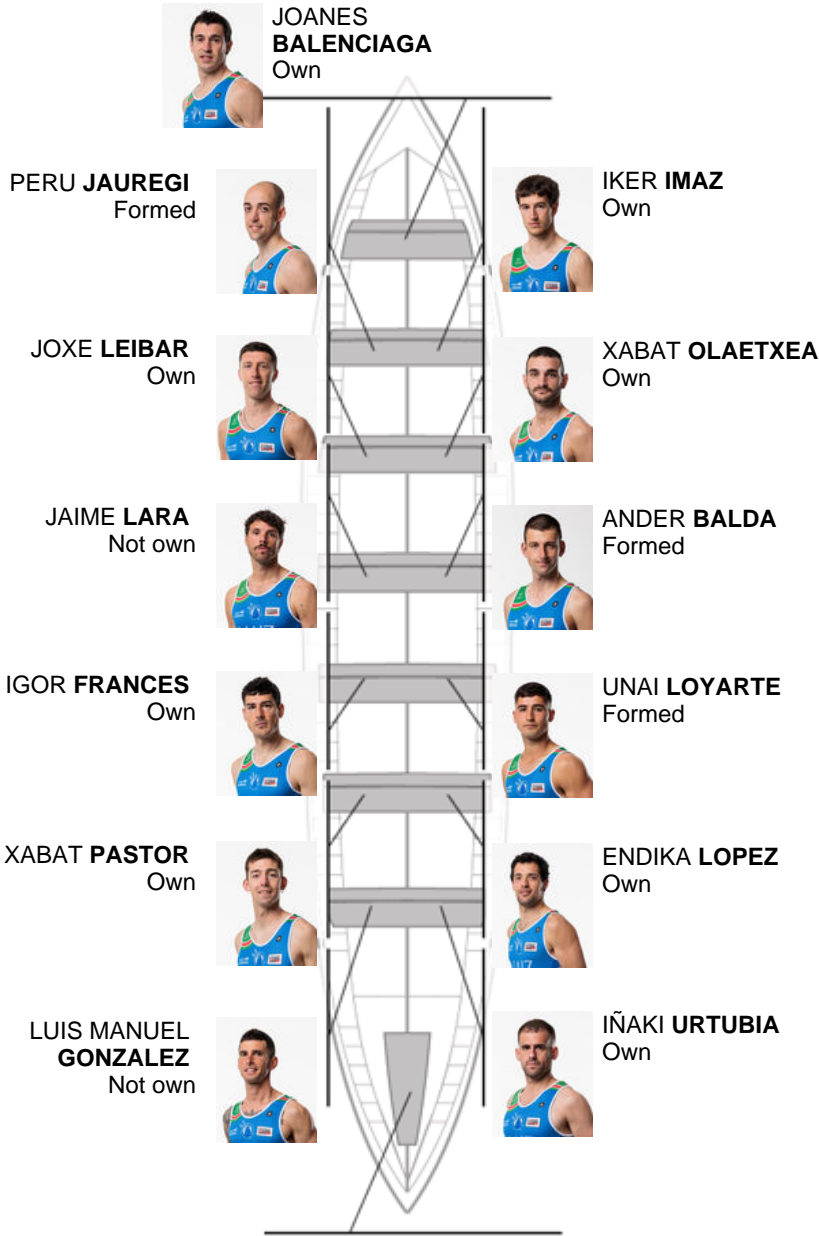 JOANES
BALENCIAGA
Own
PERU JAUREGI
Formed
IKER IMAZ
Own
JOXE LEIBAR
Own
XABAT OLAETXEA
Own
JAIME LARA
Not own
ANDER BALDA
Formed
IGOR FRANCES
Own
UNAI LOYARTE
Formed
XABAT PASTOR
Own
ENDIKA LOPEZ
Own
LUIS MANUEL
GONZALEZ
Not own
IÑAKI URTUBIA
Own